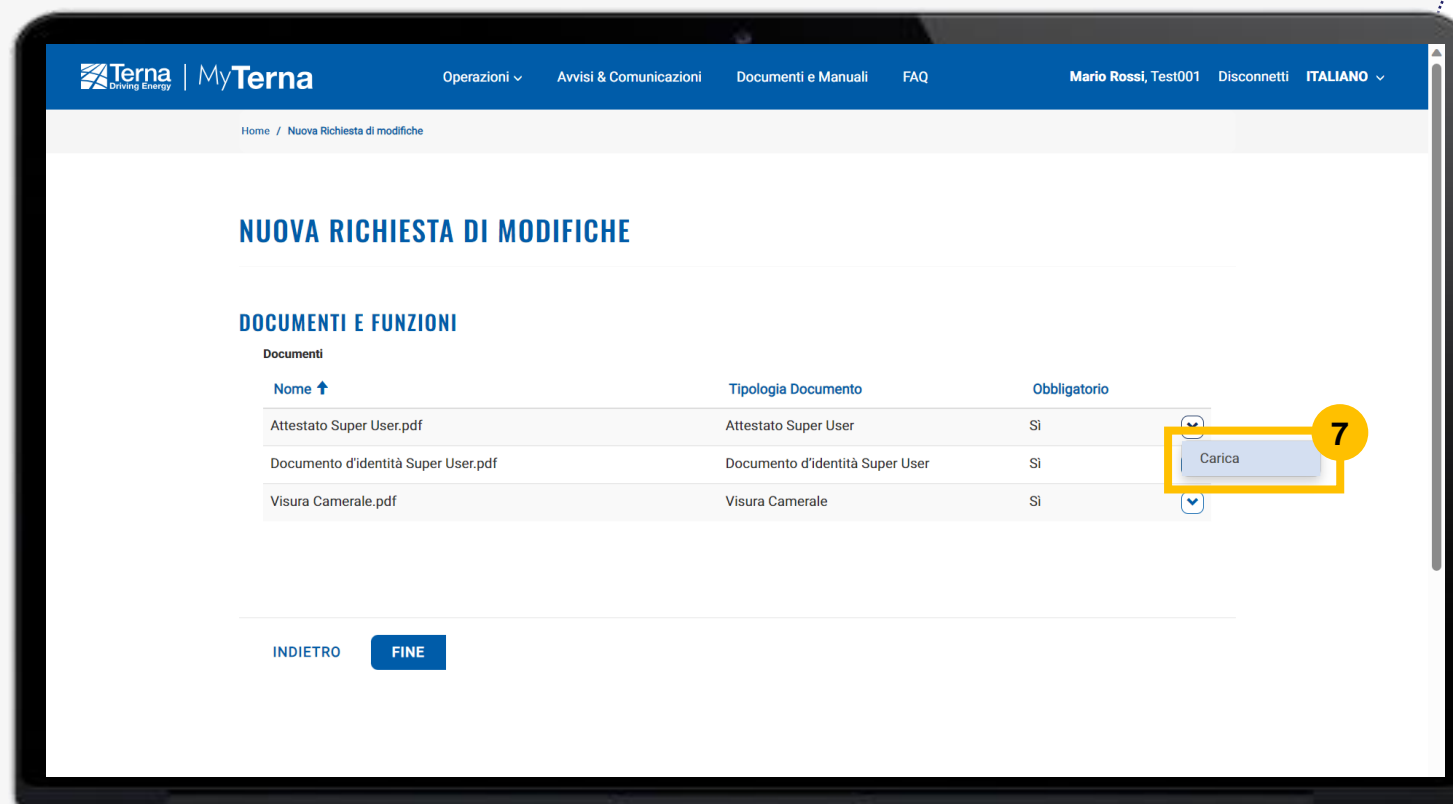 Terna Driving Energy | MyTerna Operazioni Avvisi & Comunicazioni Documenti e Manuali FAQ Mario Rossi, Test001 Disconnetti ITALIANO
Home / Nuova Richiesta di modifiche
NUOVA RICHIESTA DI MODIFICHE
DOCUMENTI E FUNZIONI
Documenti
Nome Tipologia Documento Obbligatorio
Attestato Super User.pdf Attestato Super User Sì
7
Documento d'identità Super User.pdf Documento d’identità Super User Sì Carica
Visura Camerale.pdf Visura Camerale Sì
INDIETRO FINE